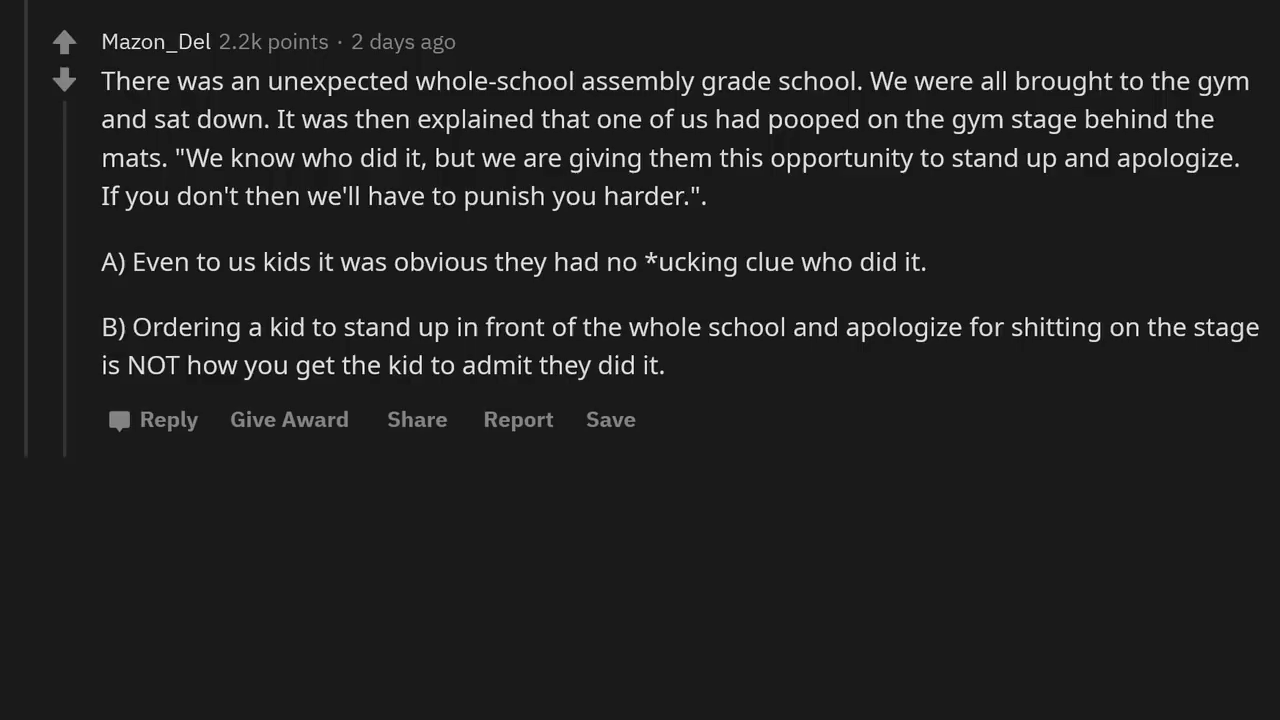 Mazon_Del 2.2k points · 2 days ago
There was an unexpected whole-school assembly grade school. We were all brought to the gym
and sat down. It was then explained that one of us had pooped on the gym stage behind the
mats. "We know who did it, but we are giving them this opportunity to stand up and apologize.
If you don't then we'll have to punish you harder.".
A) Even to us kids it was obvious they had no *ucking clue who did it.
B) Ordering a kid to stand up in front of the whole school and apologize for shitting on the stage
is NOT how you get the kid to admit they did it.
Reply Give Award Share Report Save